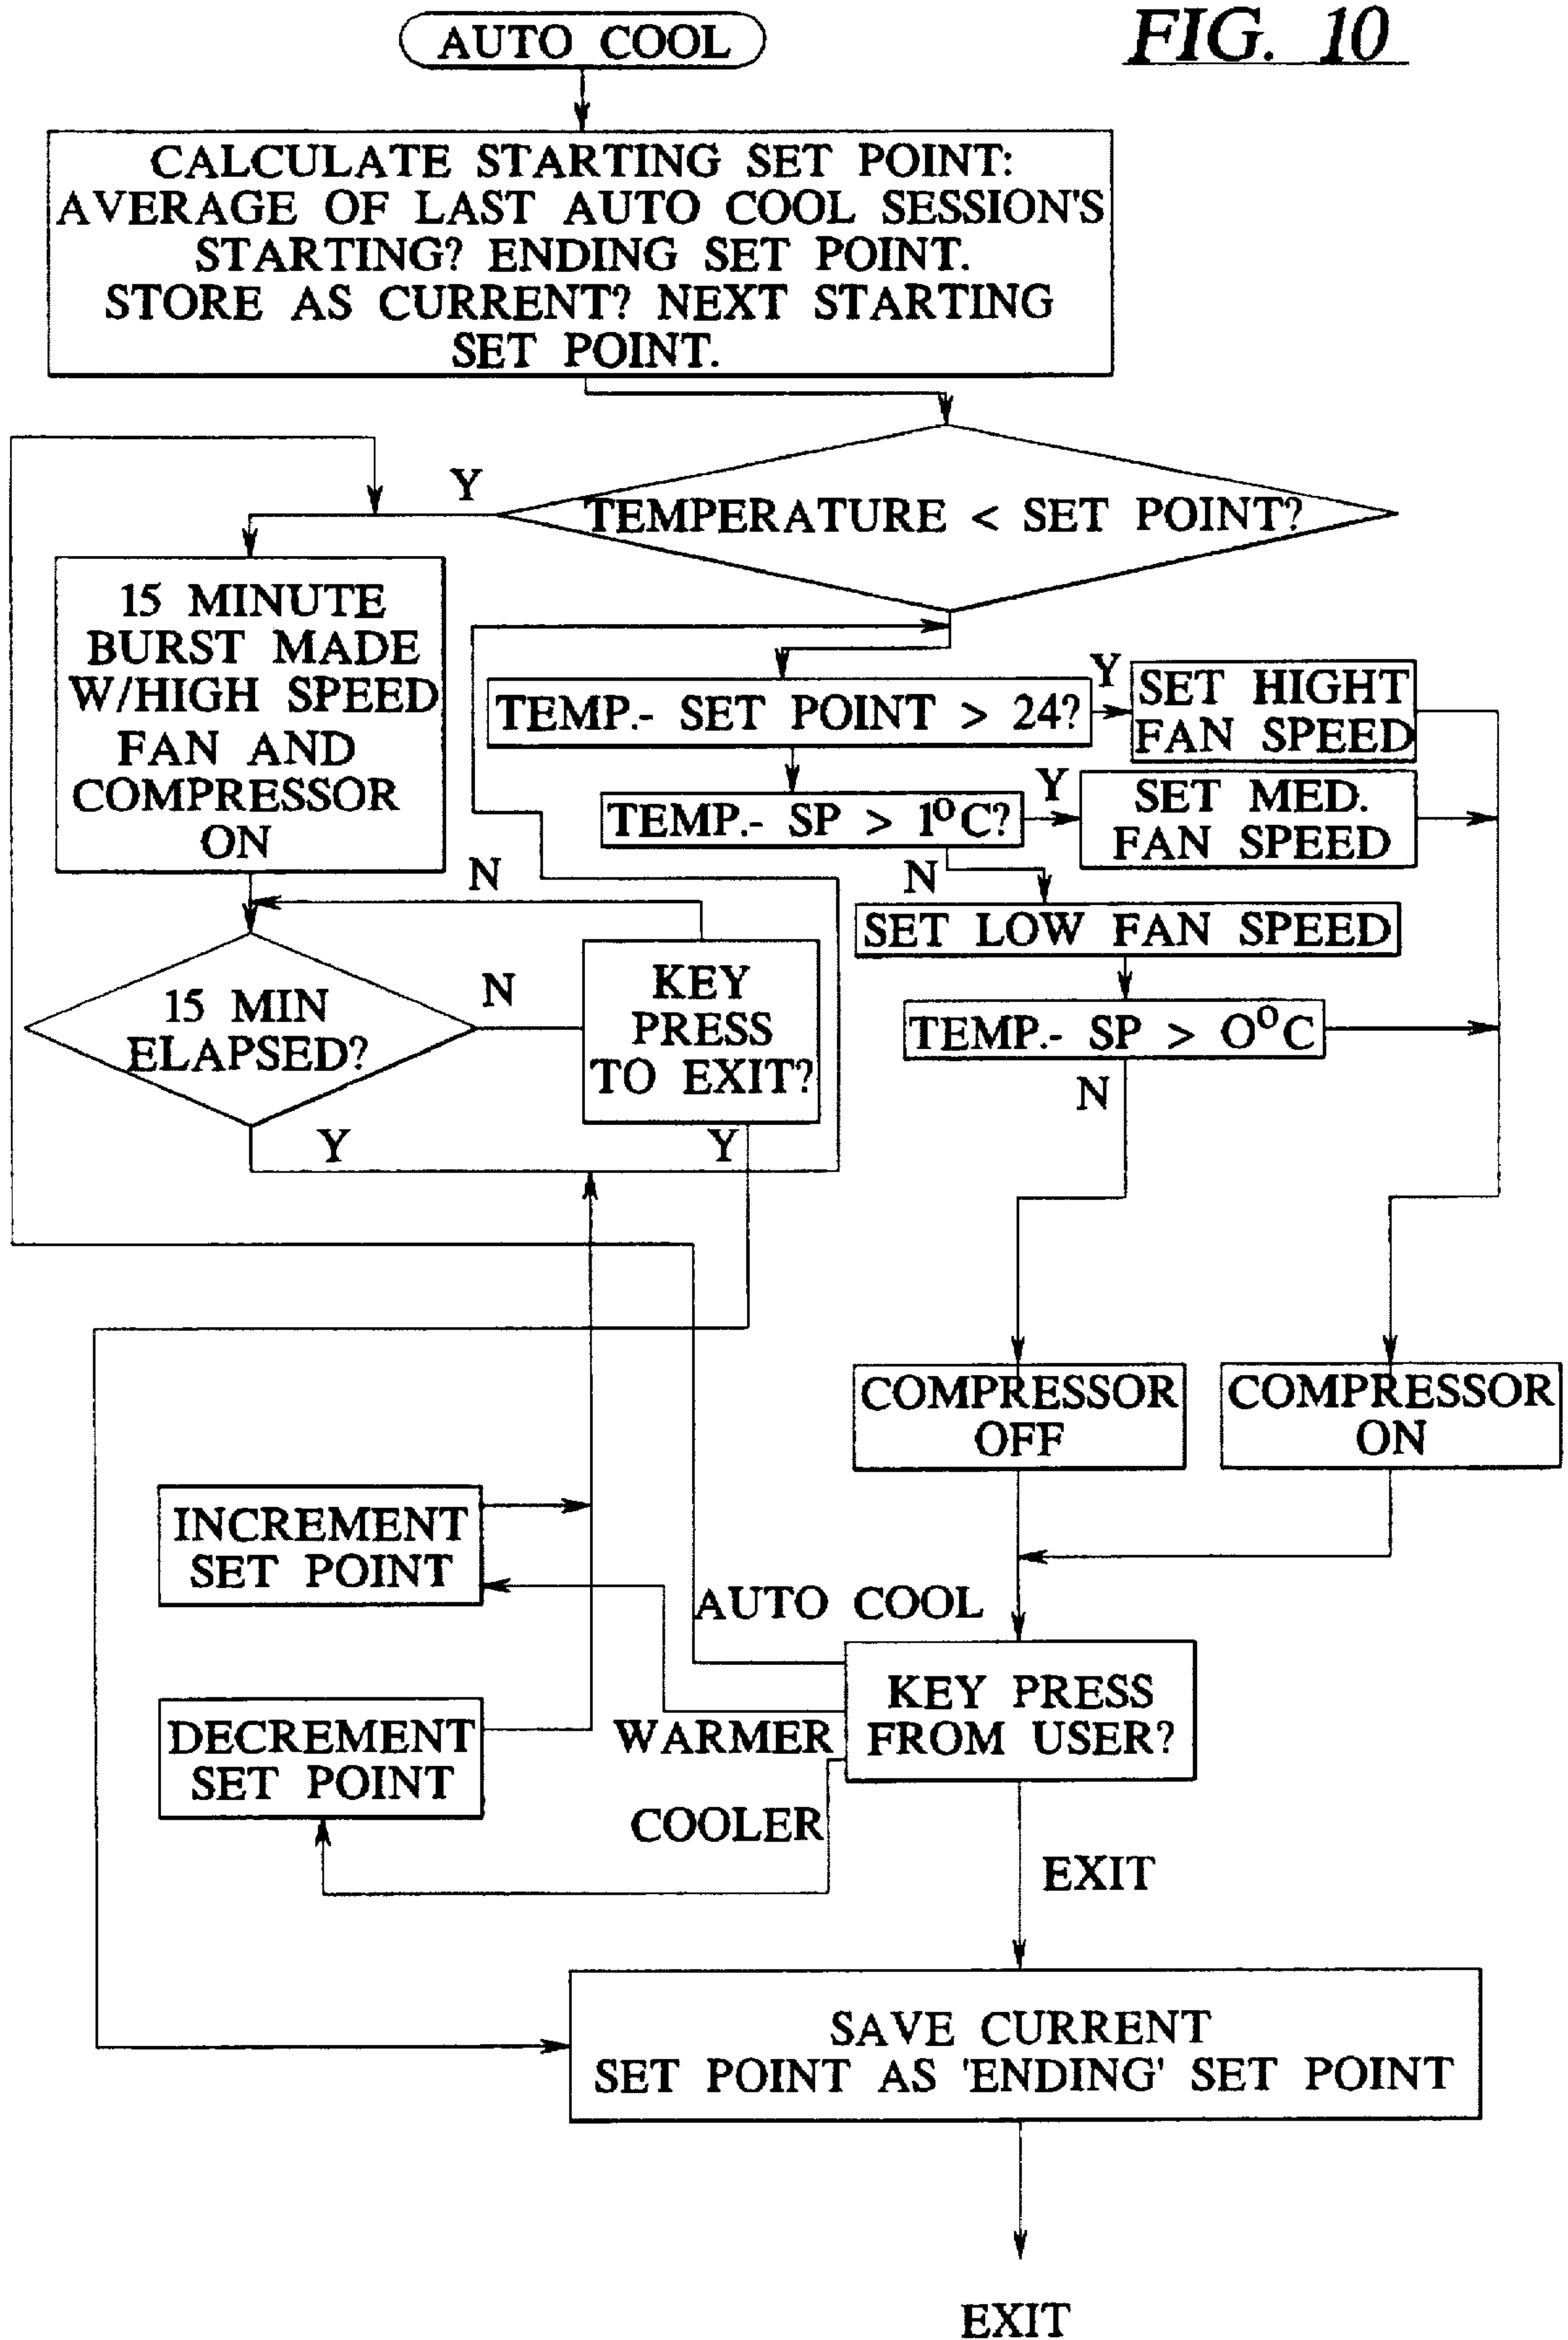 AUTO COOL
FIG. 10
CALCULATE STARTING SET POINT:
AVERAGE OF LAST AUTO COOL SESSION'S
STARTING? ENDING SET POINT.
STORE AS CURRENT? NEXT STARTING
SET POINT.
Y
TEMPERATURE < SET POINT?
15 MINUTE
BURST MADE
W/HIGH SPEED
FAN AND
COMPRESSOR
ON
TEMP.- SET POINT > 24?
Y
SET HIGHT
FAN SPEED
TEMP.- SP > 1°C?
Y
SET MED.
FAN SPEED
N
N
SET LOW FAN SPEED
15 MIN
ELAPSED?
N
KEY
PRESS
TO EXIT?
TEMP.- SP > 0°C
N
Y
Y
COMPRESSOR
OFF
COMPRESSOR
ON
INCREMENT
SET POINT
AUTO COOL
KEY PRESS
FROM USER?
WARMER
DECREMENT
SET POINT
COOLER
EXIT
SAVE CURRENT
SET POINT AS 'ENDING' SET POINT
EXIT